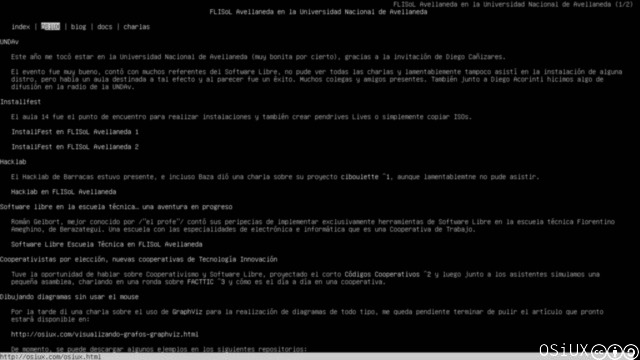 FLISoL Avellaneda en la Universidad Nacional de Avellaneda (1/2)
FLISoL Avellaneda en la Universidad Nacional de Avellaneda
index | | blog | docs | charlas
UNDAv
Este año me tocó estar en la Universidad Nacional de Avellaneda (muy bonita por cierto), gracias a la invitación de Diego Cañizares.
El evento fue muy bueno, contó con muchos referentes del Software Libre, no pude ver todas las charlas y lamentablemente tampoco asistí en la instalación de alguna
distro, pero había un aula destinada a tal efecto y al parecer fue un éxito. Muchos colegas y amigos presentes. También junto a Diego Acorinti hicimos algo de
difusión en la radio de la UNDAv.
Installfest
El aula 14 fue el punto de encuentro para realizar instalaciones y también crear pendrives Lives o simplemente copiar ISOs.
InstallFest en FLISoL Avellaneda 1
InstallFest en FLISoL Avellaneda 2
Hacklab
El Hacklab de Barracas estuvo presente, e incluso Baza dió una charla sobre su proyecto ciboulette ^1, aunque lamentablemtne no pude asistir.
Hacklab en FLISoL Avellaneda
Software libre en la escuela técnica… una aventura en progreso
Román Gelbort, mejor conocido por /"el profe"/ contó sus peripecias de implementar exclusivamente herramientas de Software Libre en la escuela técnica Florentino
Ameghino, de Berazategui. Una escuela con las especialidades de electrónica e informática que es una Cooperativa de Trabajo.
Software Libre Escuela Técnica en FLISoL Avellaneda
Cooperativistas por elección, nuevas cooperativas de Tecnología Innovación
Tuve la oportunidad de hablar sobre Cooperativismo y Software Libre, proyectado el corto Códigos Cooperativos ^2 y luego junto a los asistentes simulamos una
pequeña asamblea, charlando en una ronda sobre FACTTIC ^3 y cómo es el día a día en una cooperativa.
Dibujando diagramas sin usar el mouse
Por la tarde di una charla sobre el uso de GraphViz para la realización de diagramas de todo tipo, me queda pendiente terminar de pulir el artículo que pronto
estará disponible en:
http://osiux.com/visualizando-grafos-graphviz.html
De momento, se puede descargar algunos ejemplos en los siguientes repositorios:
http://osiux.com/osiux.html
OSiUX